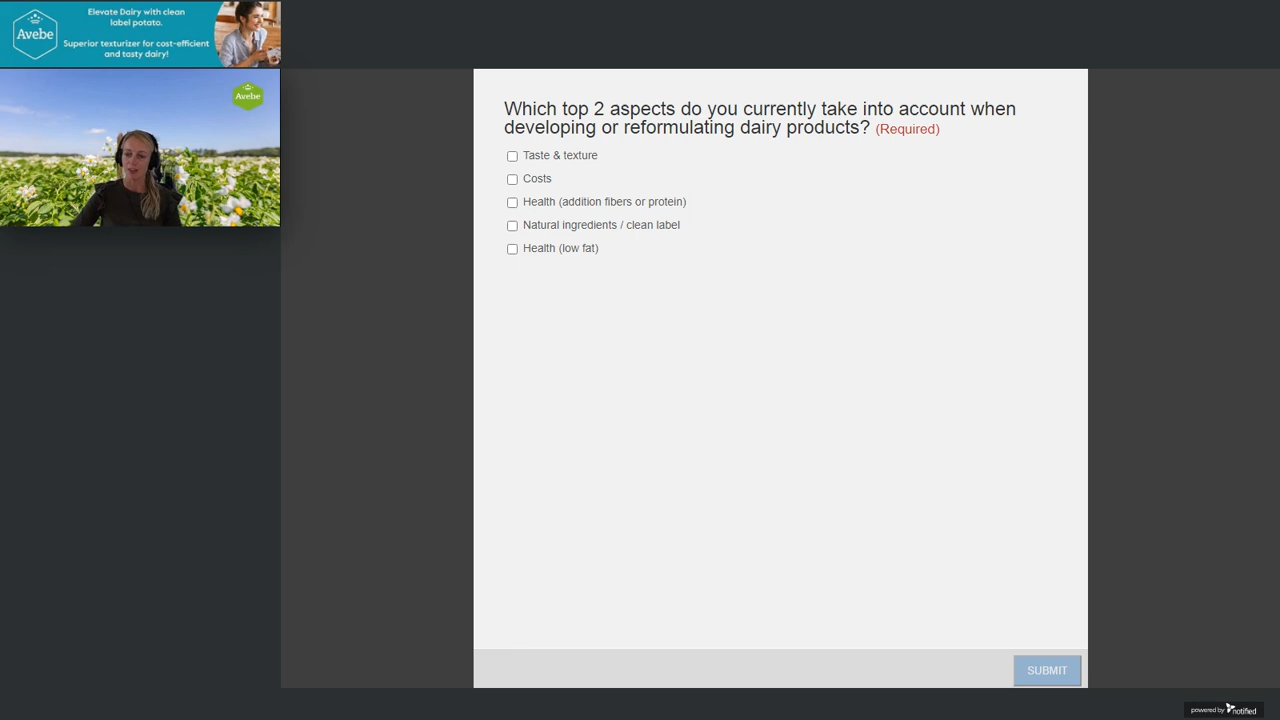 Elevate Dairy with clean
label potato.
Avebe
Superior texturizer for cost-efficient
and tasty dairy!
Avebe
Which top 2 aspects do you currently take into account when
developing or reformulating dairy products? (Required)
Taste & texture
Costs
Health (addition fibers or protein)
Natural ingredients / clean label
Health (low fat)
SUBMIT
powered by notified